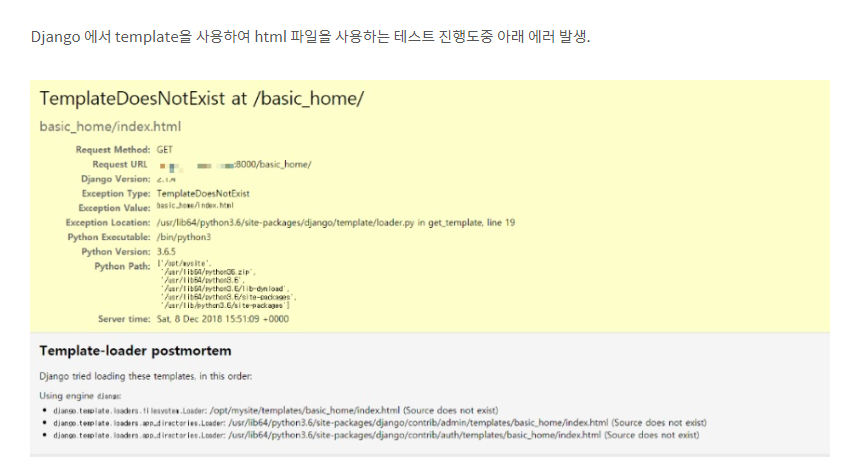 Django 에서 template을 사용하여 html 파일을 사용하는 테스트 진행도중 아래 에러 발생.
TemplateDoesNotExist at /basic_home/
basic_home/index.html
Request Method: GET
Request URL :8000/basic_home/
Django Version: 2.1.4
Exception Type: TemplateDoesNotExist
Exception Value: basic_home/index.html
Exception Location: /usr/lib64/python3.6/site-packages/django/template/loader.py in get_template, line 19
Python Executable: /bin/python3
Python Version: 3.6.5
Python Path: ['/opt/mysite',
'/usr/lib64/python36.zip',
'/usr/lib64/python3.6',
'/usr/lib64/python3.6/lib-dynload',
'/usr/lib64/python3.6/site-packages',
'/usr/lib/python3.6/site-packages']
Server time: Sat, 8 Dec 2018 15:51:09 +0000
Template-loader postmortem
Django tried loading these templates, in this order:
Using engine django:
• django.template.loaders.filesystem.Loader: /opt/mysite/templates/basic_home/index.html (Source does not exist)
• django.template.loaders.app_directories.Loader: /usr/lib64/python3.6/site-packages/django/contrib/admin/templates/basic_home/index.html (Source does not exist)
• django.template.loaders.app_directories.Loader: /usr/lib64/python3.6/site-packages/django/contrib/auth/templates/basic_home/index.html (Source does not exist)